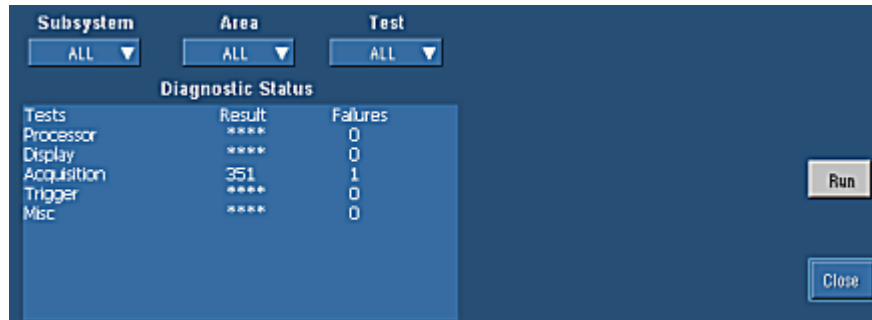 Subsystem Area Test
ALL ALL ALL
Diagnostic Status
Tests Result Failures
Processor **** 0
Display **** 0
Acquisition 351 1
Trigger **** 0
Misc **** 0
Run
Close